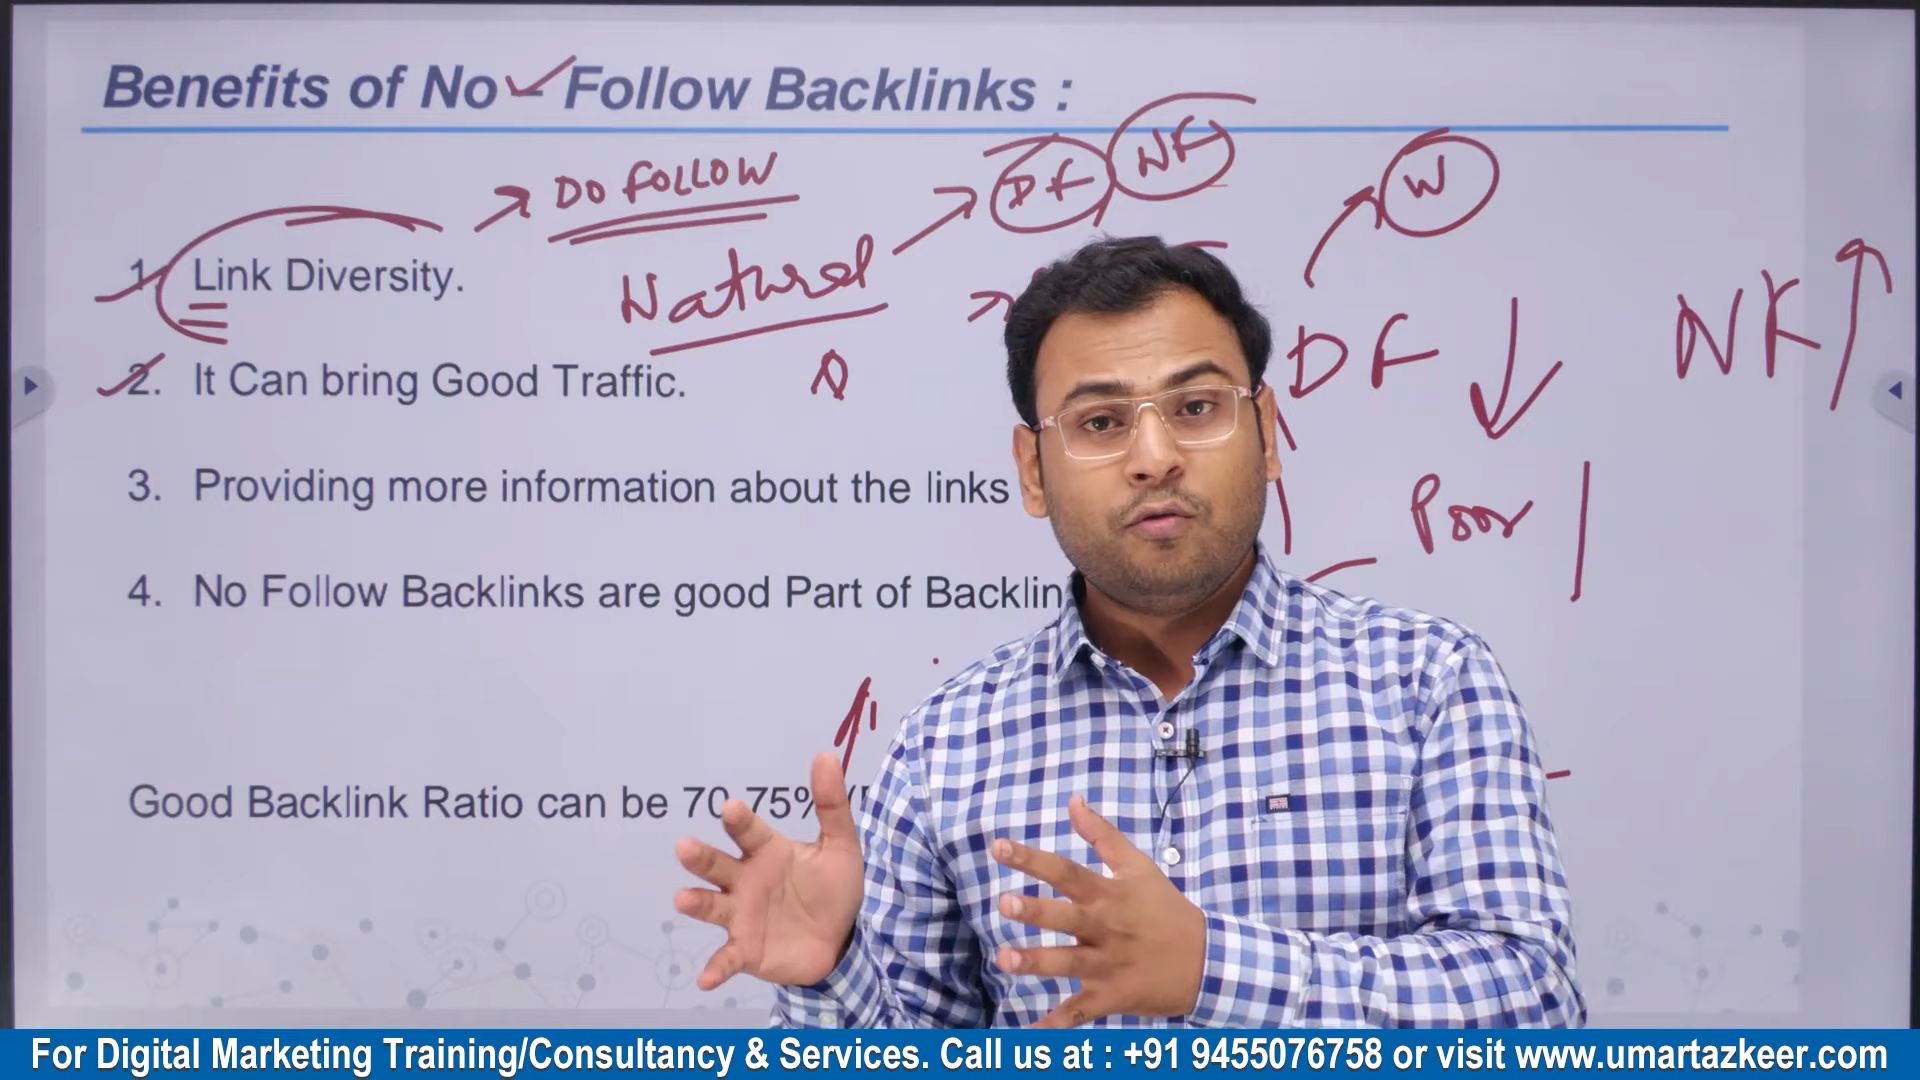 Benefits of No - Follow Backlinks :
DO FOLLOW
DF
NF
W
1. Link Diversity.
Natural
DF
NF
2. It Can bring Good Traffic.
3. Providing more information about the links
Poor
4. No Follow Backlinks are good Part of Backlin
Good Backlink Ratio can be 70 75%
For Digital Marketing Training/Consultancy & Services. Call us at : +91 9455076758 or visit www.umartazkeer.com